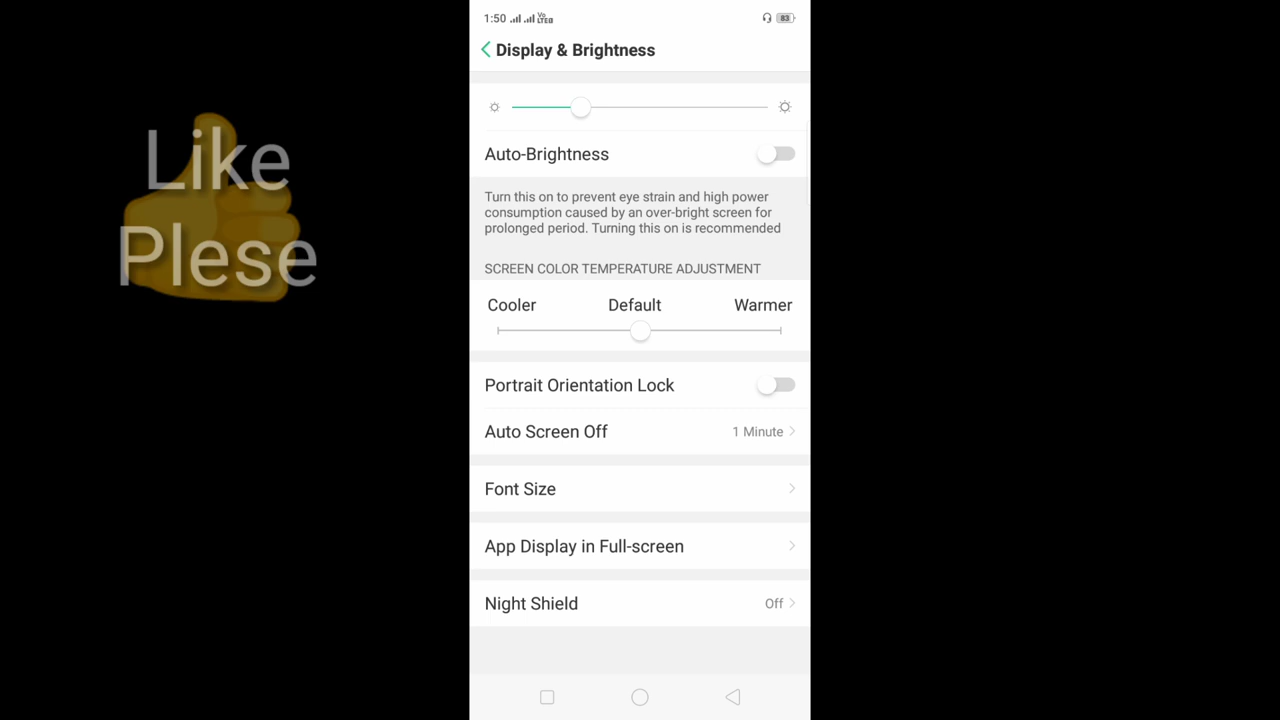 1:50 Vo LTE
83
Display & Brightness
Like
Plese
Auto-Brightness
Turn this on to prevent eye strain and high power
consumption caused by an over-bright screen for
prolonged period. Turning this on is recommended
SCREEN COLOR TEMPERATURE ADJUSTMENT
Cooler Default Warmer
Portrait Orientation Lock
Auto Screen Off 1 Minute
Font Size
App Display in Full-screen
Night Shield Off